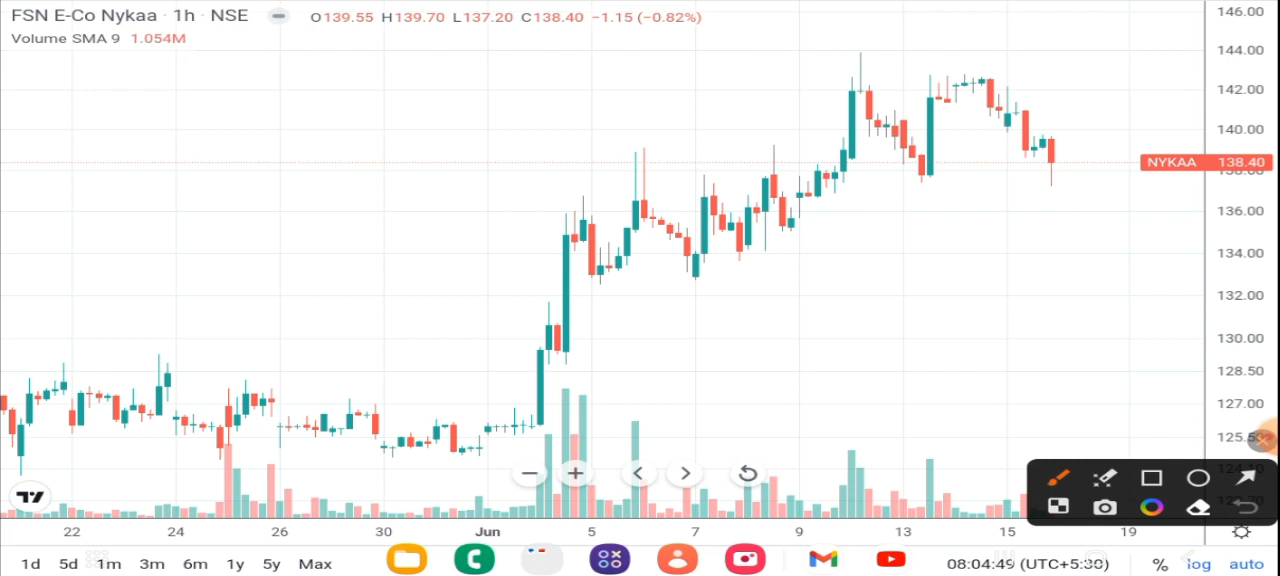 FSN E-Co Nykaa · 1h · NSE O139.55 H139.70 L137.20 C138.40 −1.15 (−0.82%)
Volume SMA 9 1.054M
146.00
144.00
142.00
140.00
NYKAA 138.40
138.00
136.00
134.00
132.00
130.00
128.50
127.00
22 24 26 30 Jun 5 7 9 13 15 19
1d 5d 1m 3m 6m 1y 5y Max 08:04:49 (UTC+5:30) % log auto